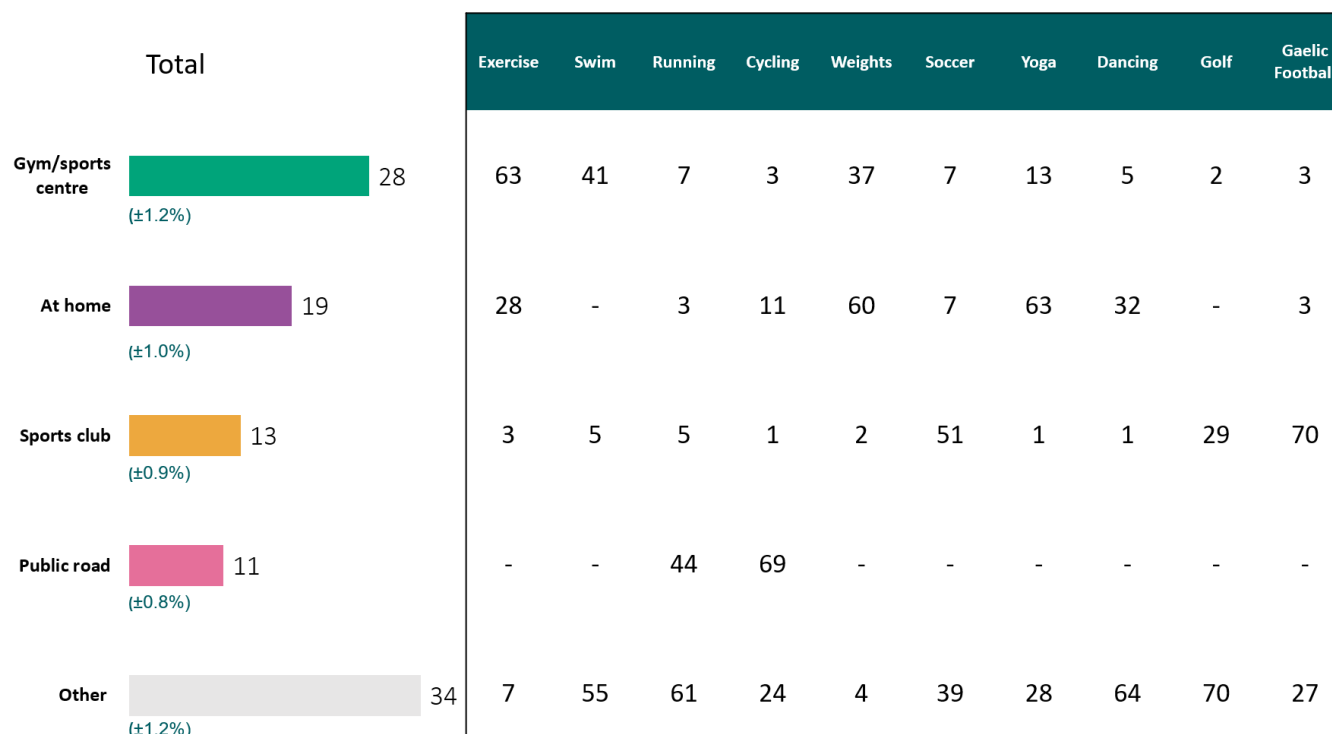 Total
Exercise Swim Running Cycling Weights Soccer Yoga Dancing Golf Gaelic
Footbal
Gym/sports
centre
28 63 41 7 3 37 7 13 5 2 3
(±1.2%)
At home 19 28 - 3 11 60 7 63 32 - 3
(±1.0%)
Sports club 13 3 5 5 1 2 51 1 1 29 70
(±0.9%)
Public road 11 - - 44 69 - - - - - -
(±0.8%)
Other 34 7 55 61 24 4 39 28 64 70 27
(±1.2%)